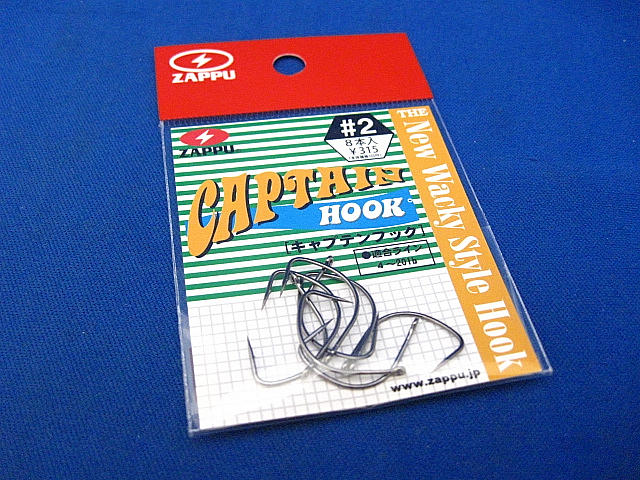 ZAPPU
ZAPPU
#2
8本入
¥315
THE New Wacky Style Hook
CAPTAIN
HOOK
［キャプテンフック］
●適合ライン
4～20lb
www.zappu.jp